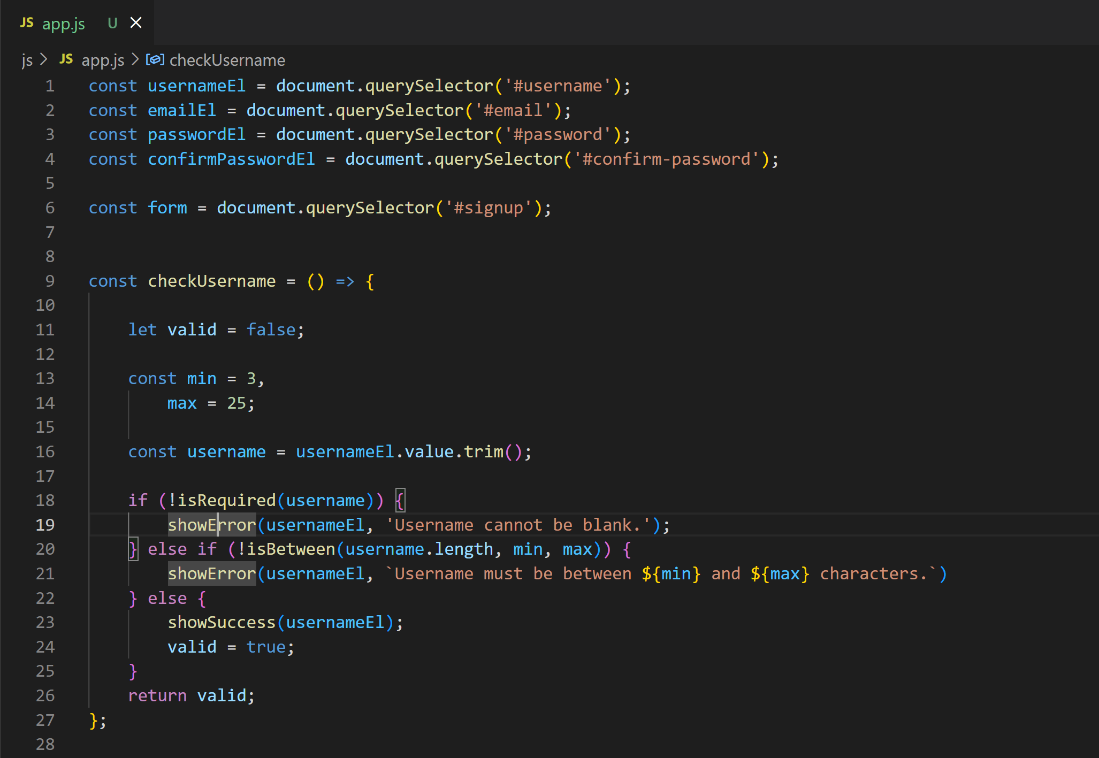 JS app.js U
js > JS app.js > checkUsername
1 const usernameEl = document.querySelector('#username');
2 const emailEl = document.querySelector('#email');
3 const passwordEl = document.querySelector('#password');
4 const confirmPasswordEl = document.querySelector('#confirm-password');
5
6 const form = document.querySelector('#signup');
7
8
9 const checkUsername = () => {
10
11     let valid = false;
12
13     const min = 3,
14         max = 25;
15
16     const username = usernameEl.value.trim();
17
18     if (!isRequired(username)) {
19         showError(usernameEl, 'Username cannot be blank.');
20     } else if (!isBetween(username.length, min, max)) {
21         showError(usernameEl, `Username must be between ${min} and ${max} characters.`)
22     } else {
23         showSuccess(usernameEl);
24         valid = true;
25     }
26     return valid;
27 };
28